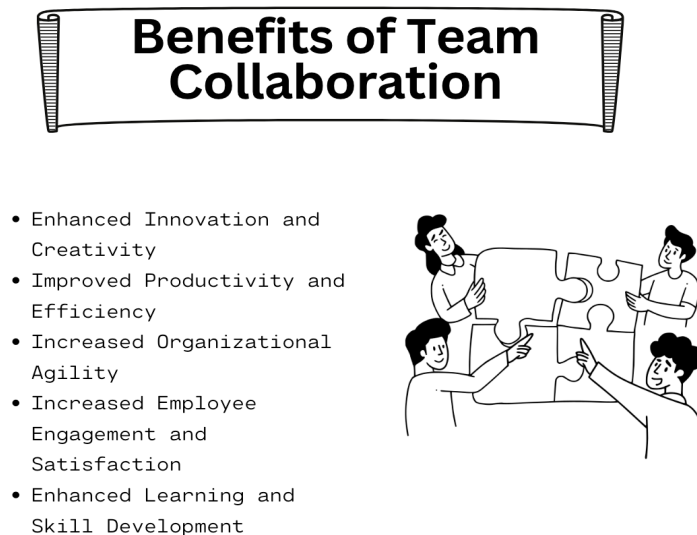 Benefits of Team
Collaboration
• Enhanced Innovation and
Creativity
• Improved Productivity and
Efficiency
• Increased Organizational
Agility
• Increased Employee
Engagement and
Satisfaction
• Enhanced Learning and
Skill Development